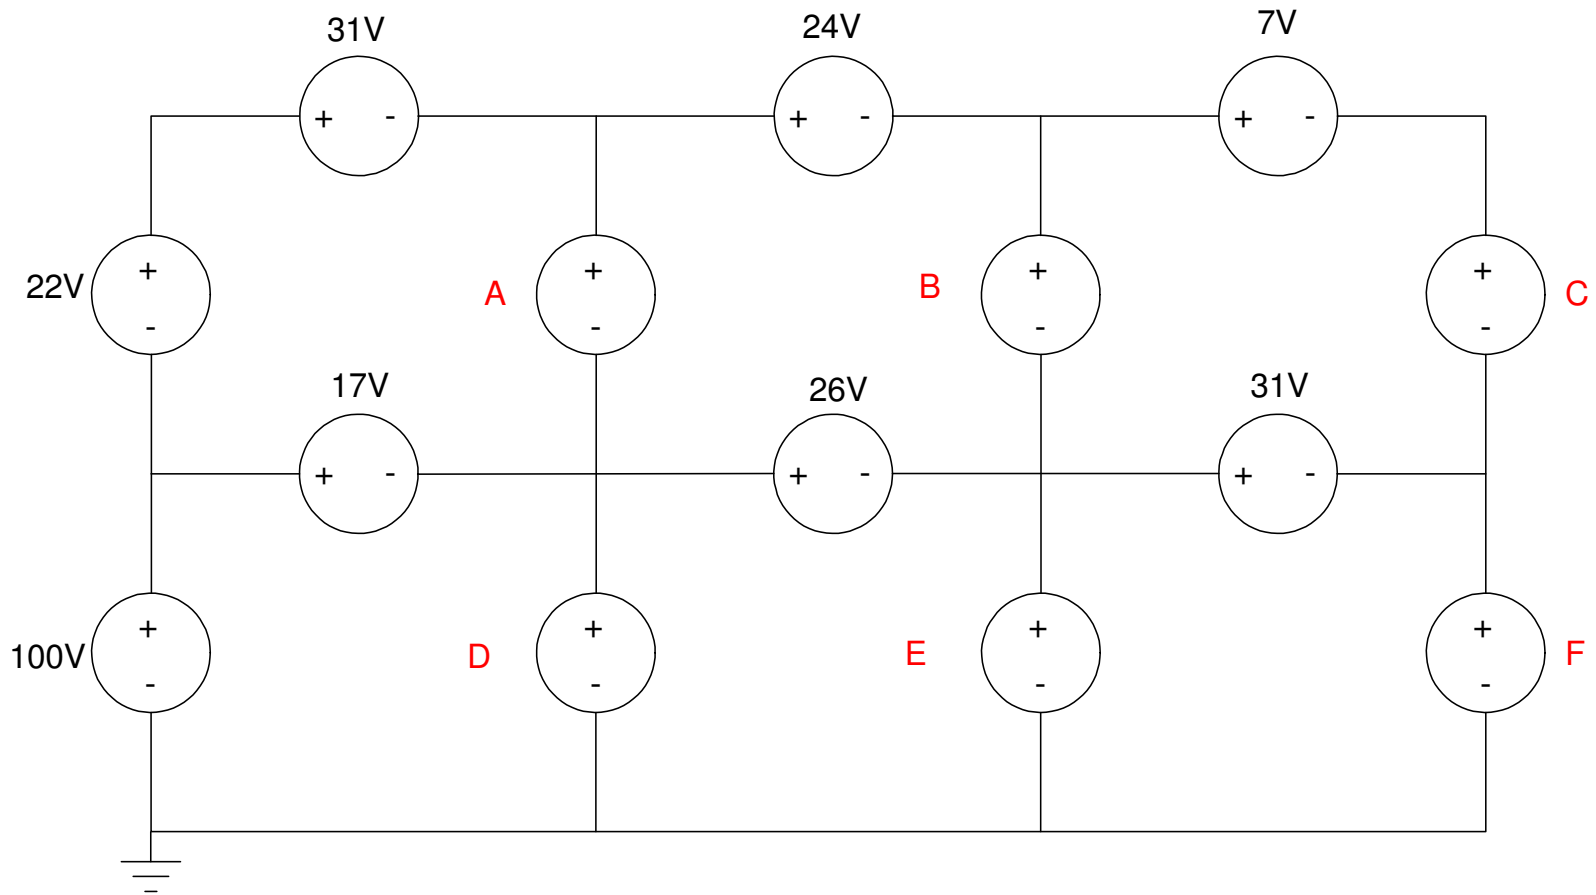 31V
24V
7V
+ -
+ -
+ -
22V
+
-
A
+
-
B
+
-
C
+
-
17V
26V
31V
+ -
+ -
+ -
100V
+
-
D
+
-
E
+
-
F
+
-